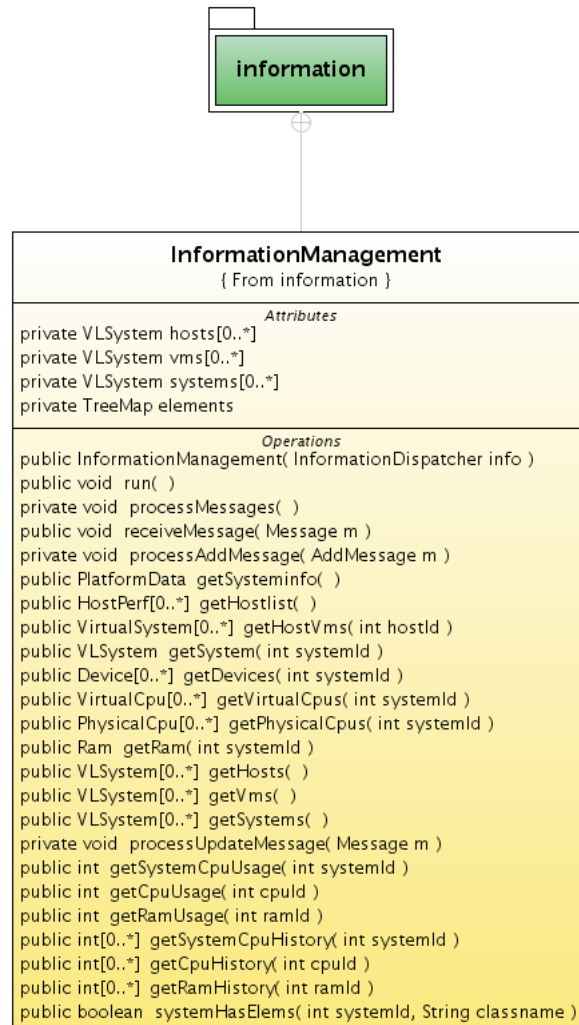 information
InformationManagement
{ From information }
Attributes
private VLSystem hosts[0..*]
private VLSystem vms[0..*]
private VLSystem systems[0..*]
private TreeMap elements
Operations
public InformationManagement( InformationDispatcher info )
public void run( )
private void processMessages( )
public void receiveMessage( Message m )
private void processAddMessage( AddMessage m )
public PlatformData getSysteminfo( )
public HostPerf[0..*] getHostlist( )
public VirtualSystem[0..*] getHostVms( int hostId )
public VLSystem getSystem( int systemId )
public Device[0..*] getDevices( int systemId )
public VirtualCpu[0..*] getVirtualCpus( int systemId )
public PhysicalCpu[0..*] getPhysicalCpus( int systemId )
public Ram getRam( int systemId )
public VLSystem[0..*] getHosts( )
public VLSystem[0..*] getVms( )
public VLSystem[0..*] getSystems( )
private void processUpdateMessage( Message m )
public int getSystemCpuUsage( int systemId )
public int getCpuUsage( int cpuId )
public int getRamUsage( int ramId )
public int[0..*] getSystemCpuHistory( int systemId )
public int[0..*] getCpuHistory( int cpuId )
public int[0..*] getRamHistory( int ramId )
public boolean systemHasElems( int systemId, String classname )